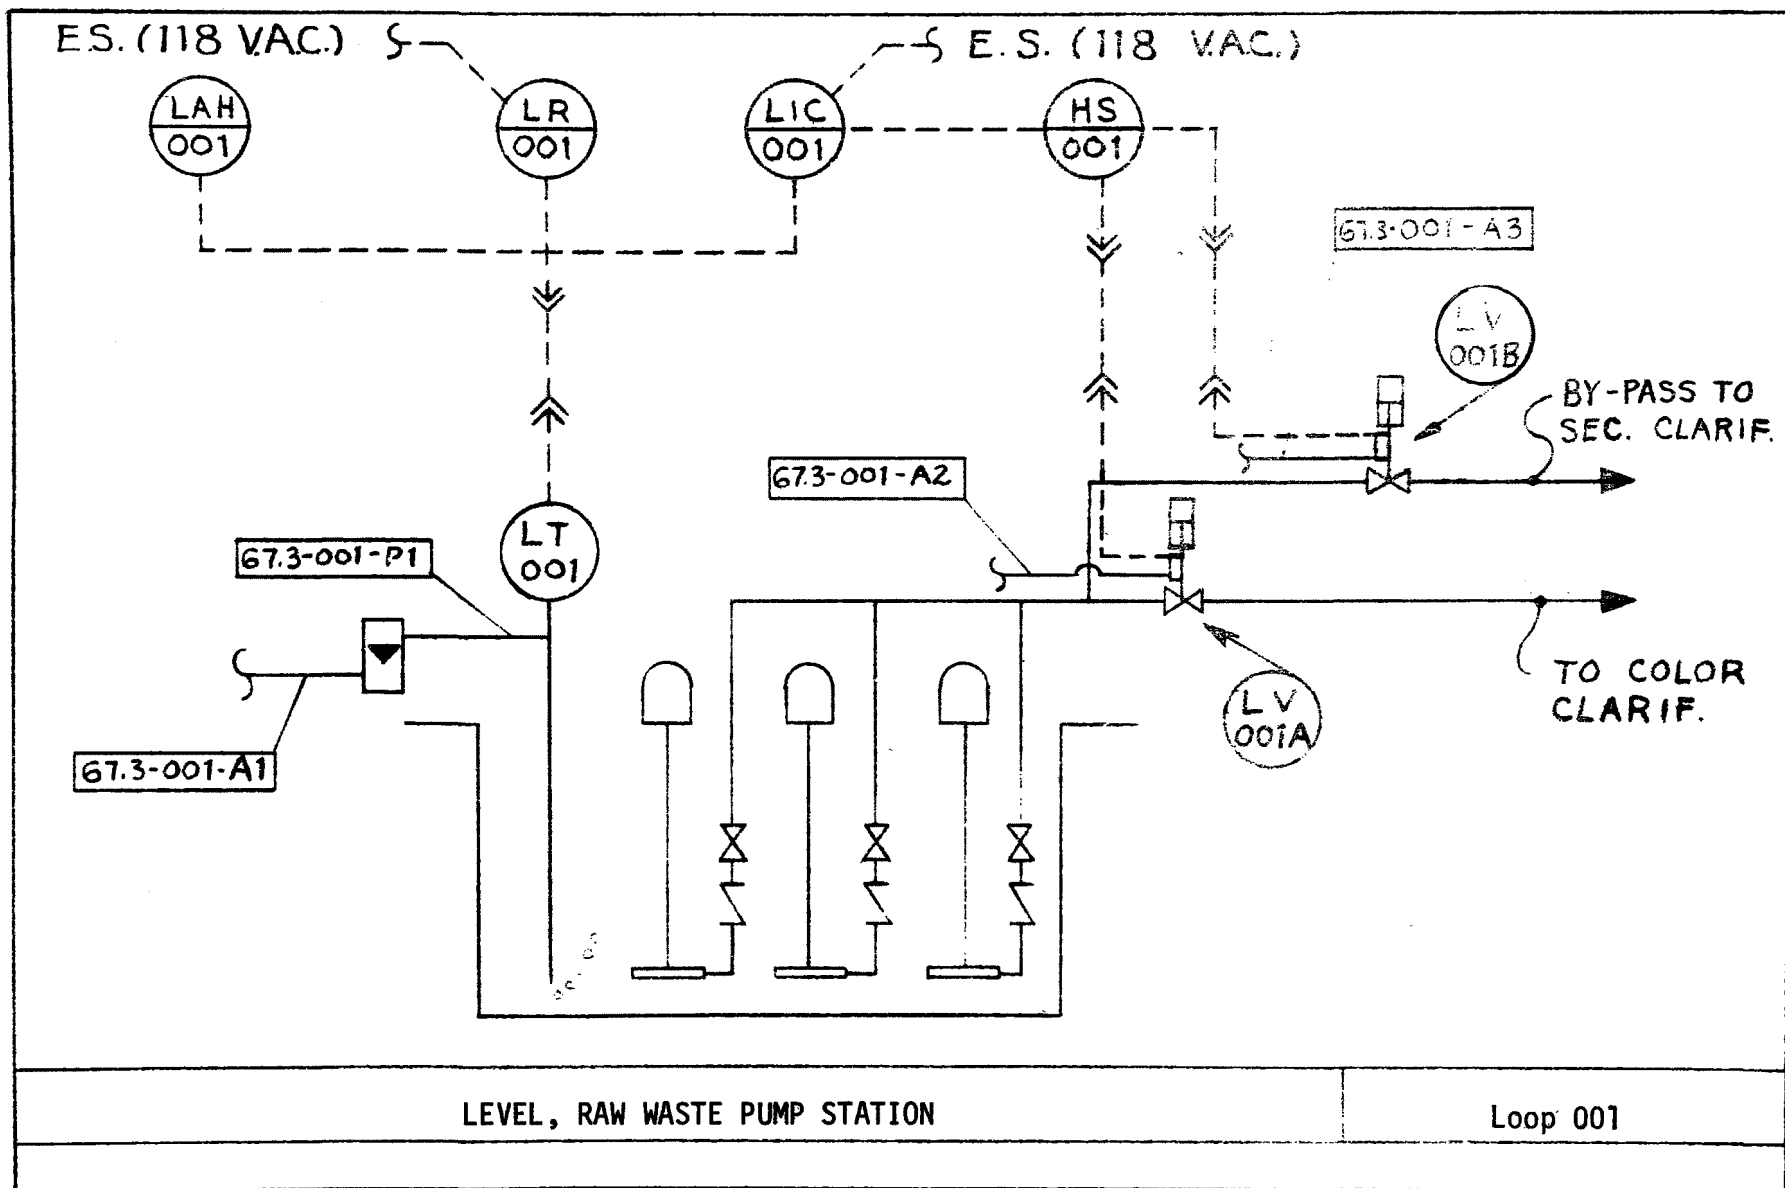 E.S. (118 V.A.C.)
E.S. (118 V.A.C.)
LAH
001
LR
001
LIC
001
HS
001
67.3-001-A3
LV
001B
BY-PASS TO
SEC. CLARIF.
67.3-001-A2
LT
001
67.3-001-P1
TO COLOR
CLARIF.
LV
001A
67.3-001-A1
LEVEL, RAW WASTE PUMP STATION
Loop 001